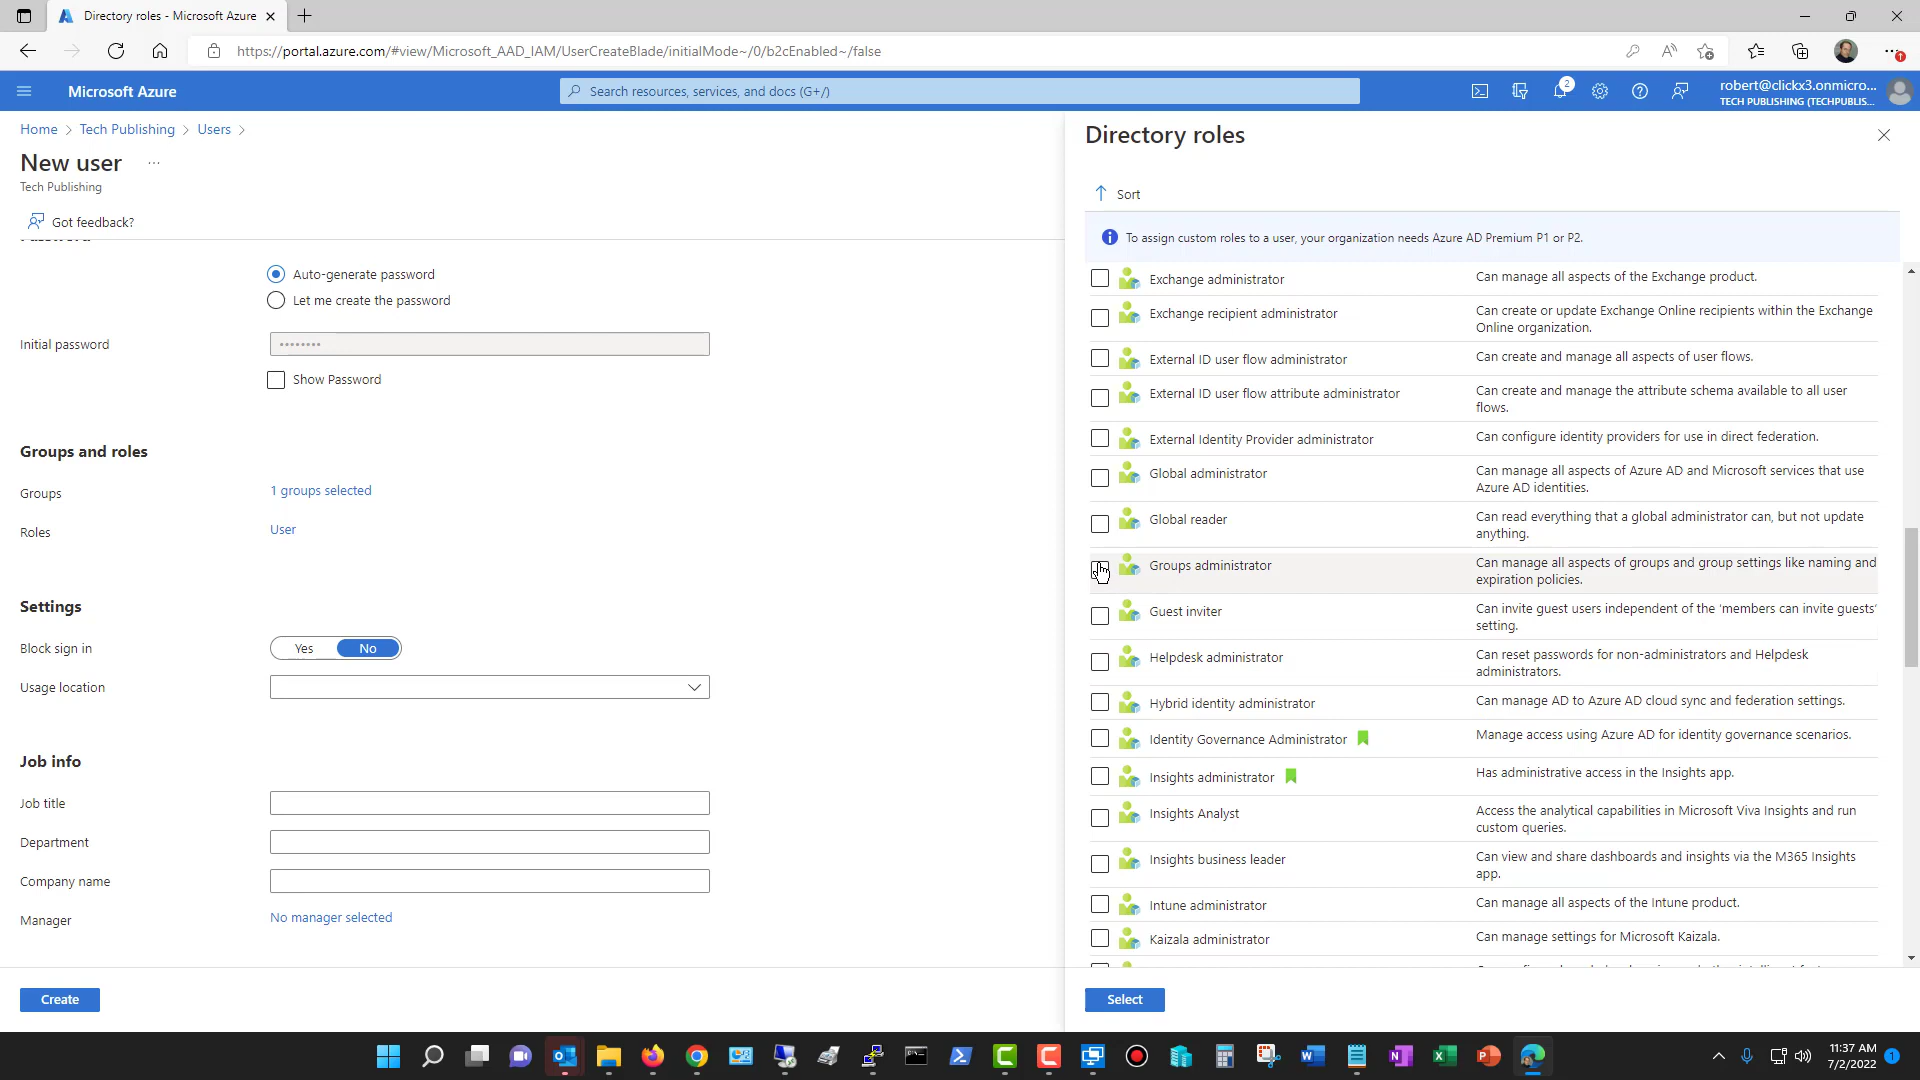 Directory roles - Microsoft Azure
https://portal.azure.com/#view/Microsoft_AAD_IAM/UserCreateBlade/initialMode~/0/b2cEnabled~/false
Microsoft Azure
Search resources, services, and docs (G+/)
2
robert@clickx3.onmicro...
TECH PUBLISHING (TECHPUBLIS...
Home > Tech Publishing > Users >
New user ...
Tech Publishing
Got feedback?
Password
Auto-generate password
Let me create the password
Initial password
Show Password
Groups and roles
Groups
1 groups selected
Roles
User
Settings
Block sign in
Yes
No
Usage location
Job info
Job title
Department
Company name
Manager
No manager selected
Create
Directory roles
Sort
To assign custom roles to a user, your organization needs Azure AD Premium P1 or P2.
Exchange administrator
Can manage all aspects of the Exchange product.
Exchange recipient administrator
Can create or update Exchange Online recipients within the Exchange
Online organization.
External ID user flow administrator
Can create and manage all aspects of user flows.
External ID user flow attribute administrator
Can create and manage the attribute schema available to all user
flows.
External Identity Provider administrator
Can configure identity providers for use in direct federation.
Global administrator
Can manage all aspects of Azure AD and Microsoft services that use
Azure AD identities.
Global reader
Can read everything that a global administrator can, but not update
anything.
Groups administrator
Can manage all aspects of groups and group settings like naming and
expiration policies.
Guest inviter
Can invite guest users independent of the 'members can invite guests'
setting.
Helpdesk administrator
Can reset passwords for non-administrators and Helpdesk
administrators.
Hybrid identity administrator
Can manage AD to Azure AD cloud sync and federation settings.
Identity Governance Administrator
Manage access using Azure AD for identity governance scenarios.
Insights administrator
Has administrative access in the Insights app.
Insights Analyst
Access the analytical capabilities in Microsoft Viva Insights and run
custom queries.
Insights business leader
Can view and share dashboards and insights via the M365 Insights
app.
Intune administrator
Can manage all aspects of the Intune product.
Kaizala administrator
Can manage settings for Microsoft Kaizala.
Select
11:37 AM
7/2/2022
1